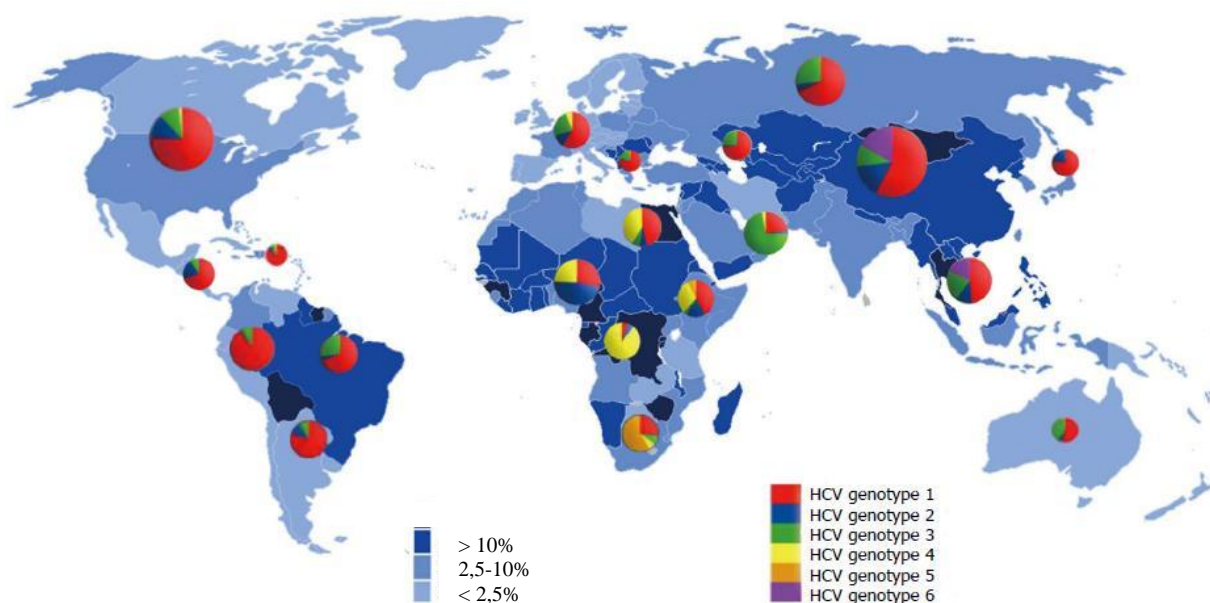 > 10%
2,5-10%
< 2,5%
HCV genotype 1
HCV genotype 2
HCV genotype 3
HCV genotype 4
HCV genotype 5
HCV genotype 6